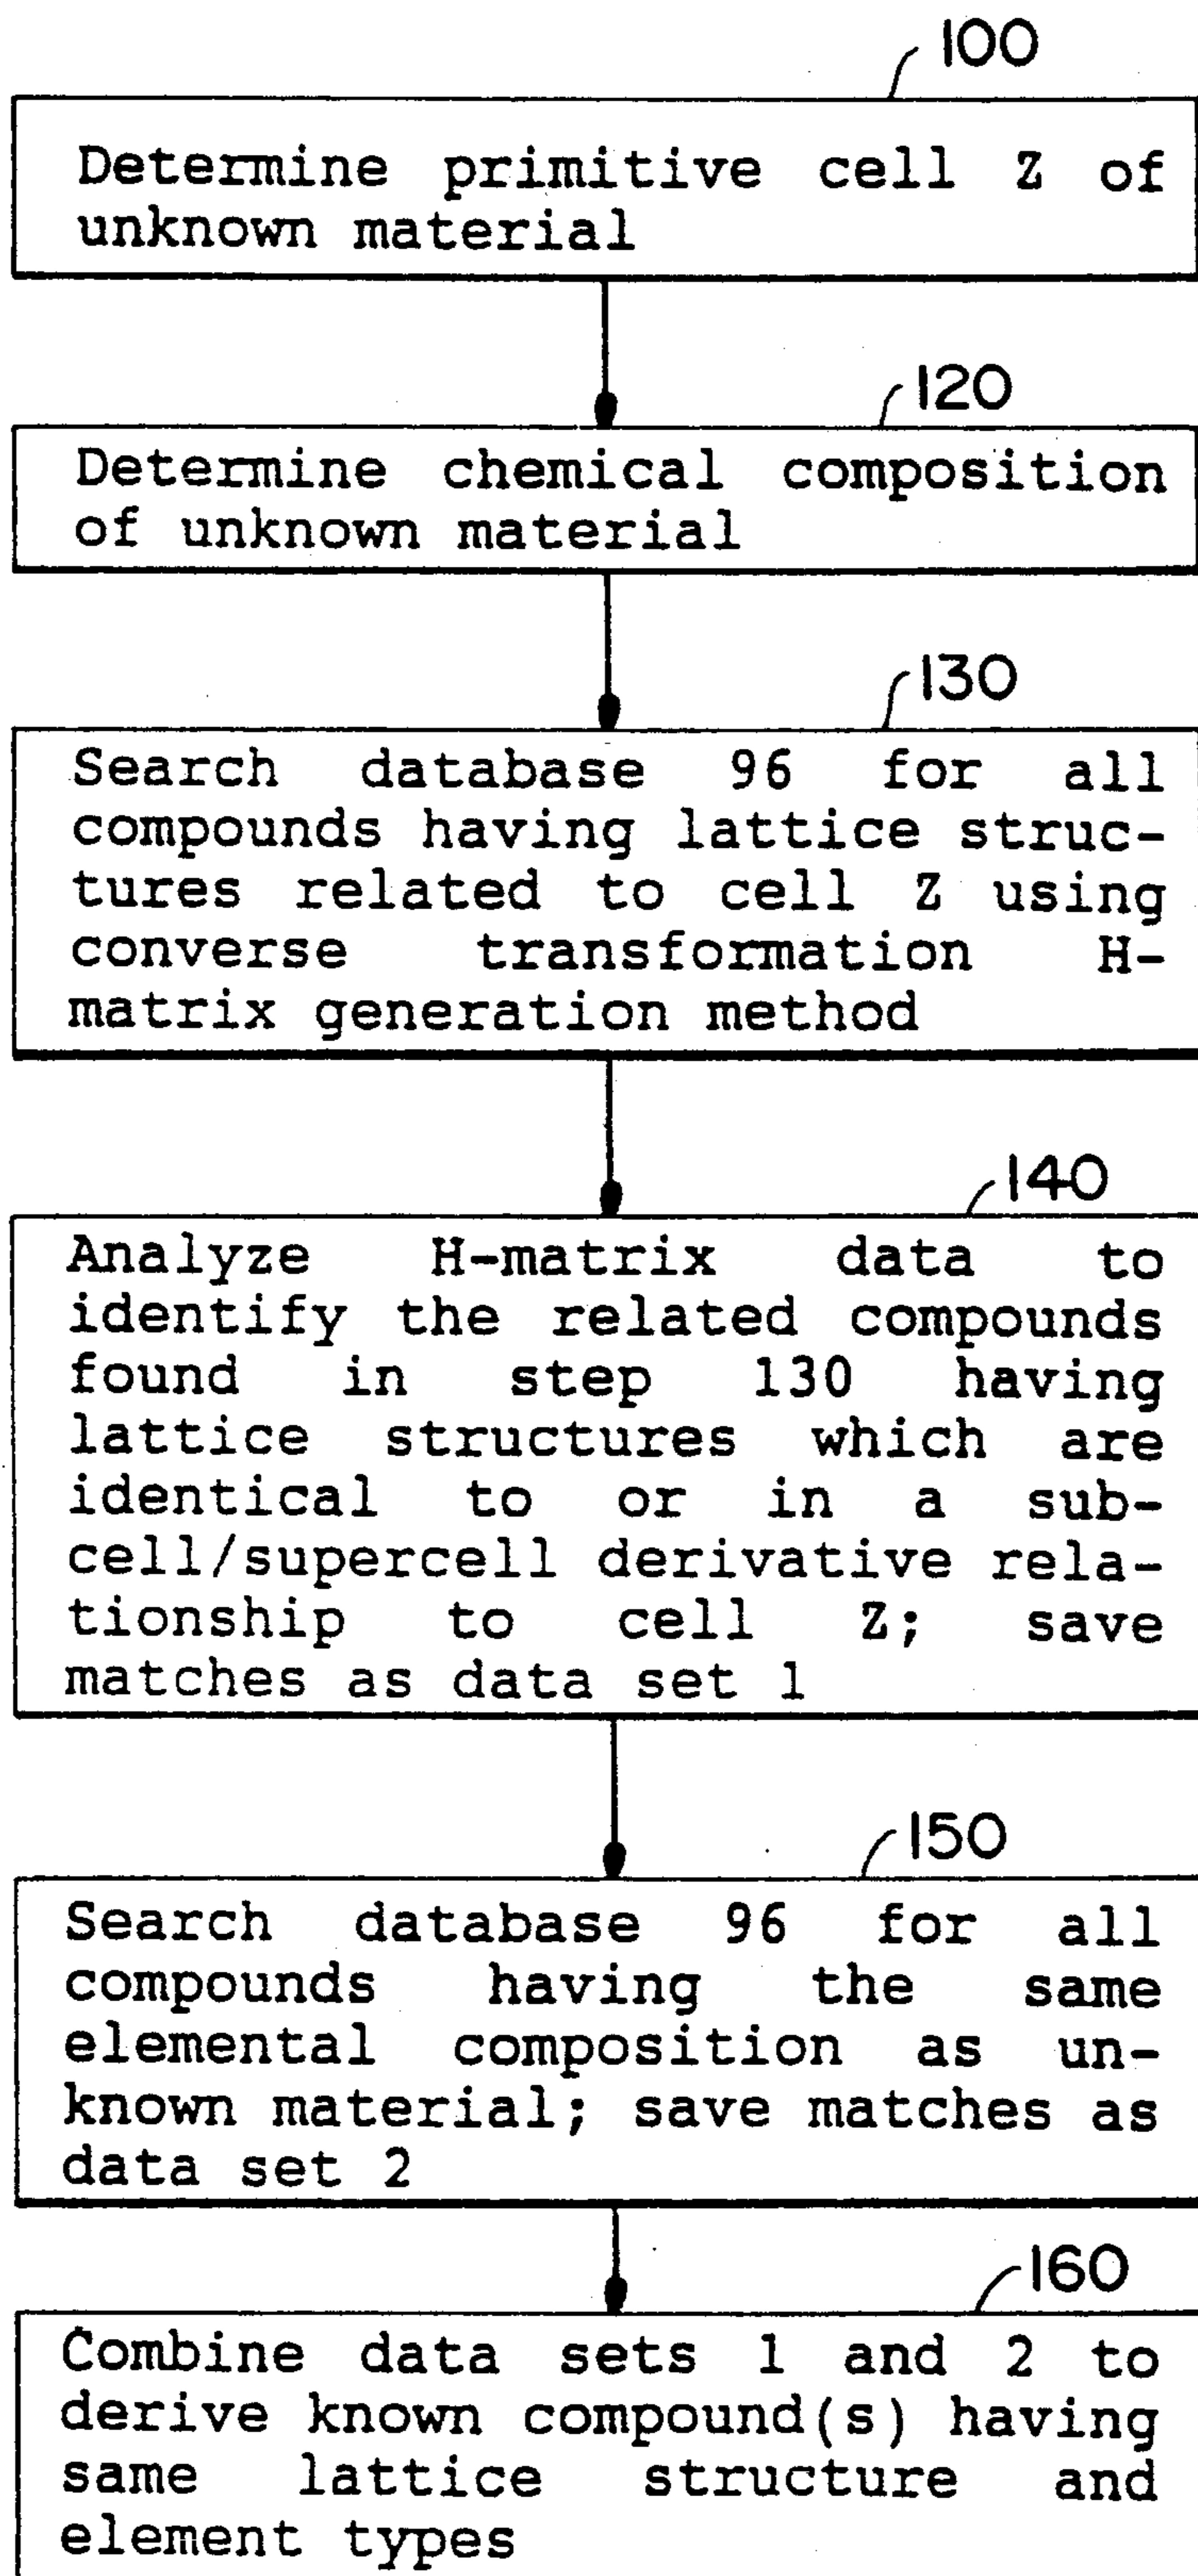 100
Determine primitive cell Z of
unknown material
120
Determine chemical composition
of unknown material
130
Search database 96 for all
compounds having lattice struc-
tures related to cell Z using
converse transformation H-
matrix generation method
140
Analyze H-matrix data to
identify the related compounds
found in step 130 having
lattice structures which are
identical to or in a sub-
cell/supercell derivative rela-
tionship to cell Z; save
matches as data set 1
150
Search database 96 for all
compounds having the same
elemental composition as un-
known material; save matches as
data set 2
160
Combine data sets 1 and 2 to
derive known compound(s) having
same lattice structure and
element types